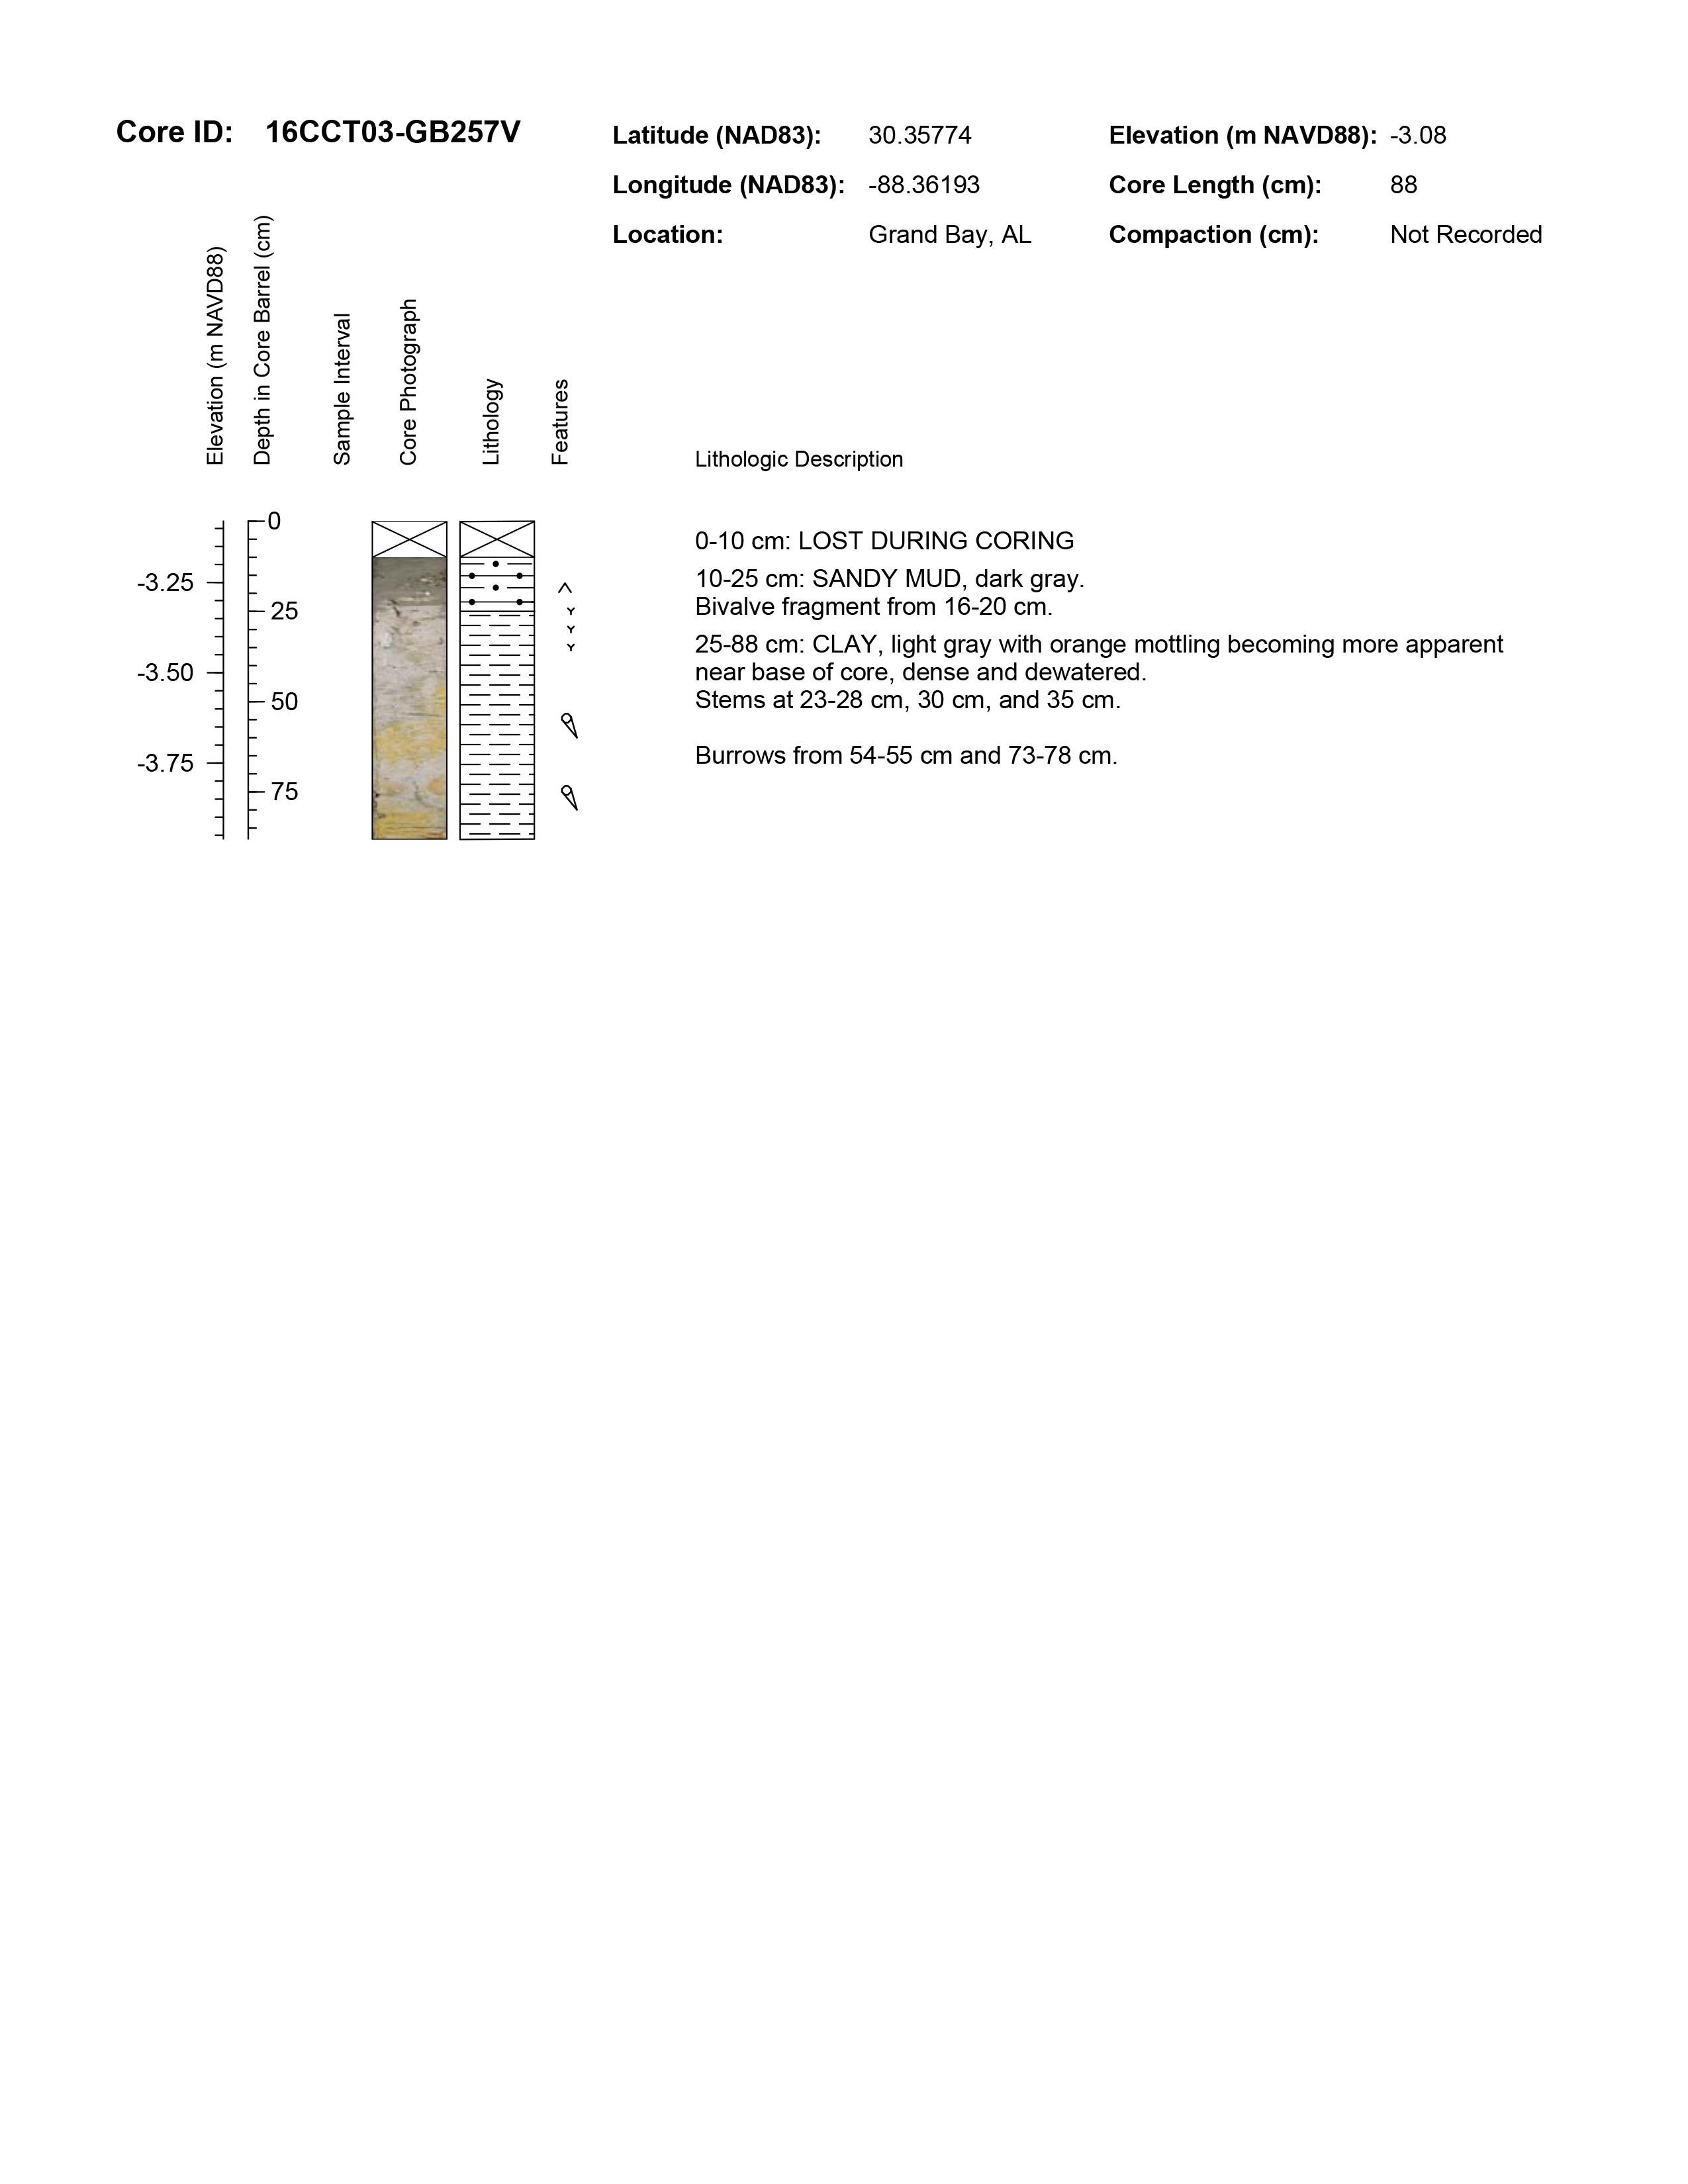 Core ID: 16CCT03-GB257V
Latitude (NAD83): 30.35774
Elevation (m NAVD88): -3.08
Longitude (NAD83): -88.36193
Core Length (cm): 88
Location: Grand Bay, AL
Compaction (cm): Not Recorded
Elevation (m NAVD88)
Depth in Core Barrel (cm)
Sample Interval
Core Photograph
Lithology
Features
Lithologic Description
0
-3.25
25
-3.50
50
-3.75
75
0-10 cm: LOST DURING CORING
10-25 cm: SANDY MUD, dark gray.
Bivalve fragment from 16-20 cm.
25-88 cm: CLAY, light gray with orange mottling becoming more apparent
near base of core, dense and dewatered.
Stems at 23-28 cm, 30 cm, and 35 cm.
Burrows from 54-55 cm and 73-78 cm.